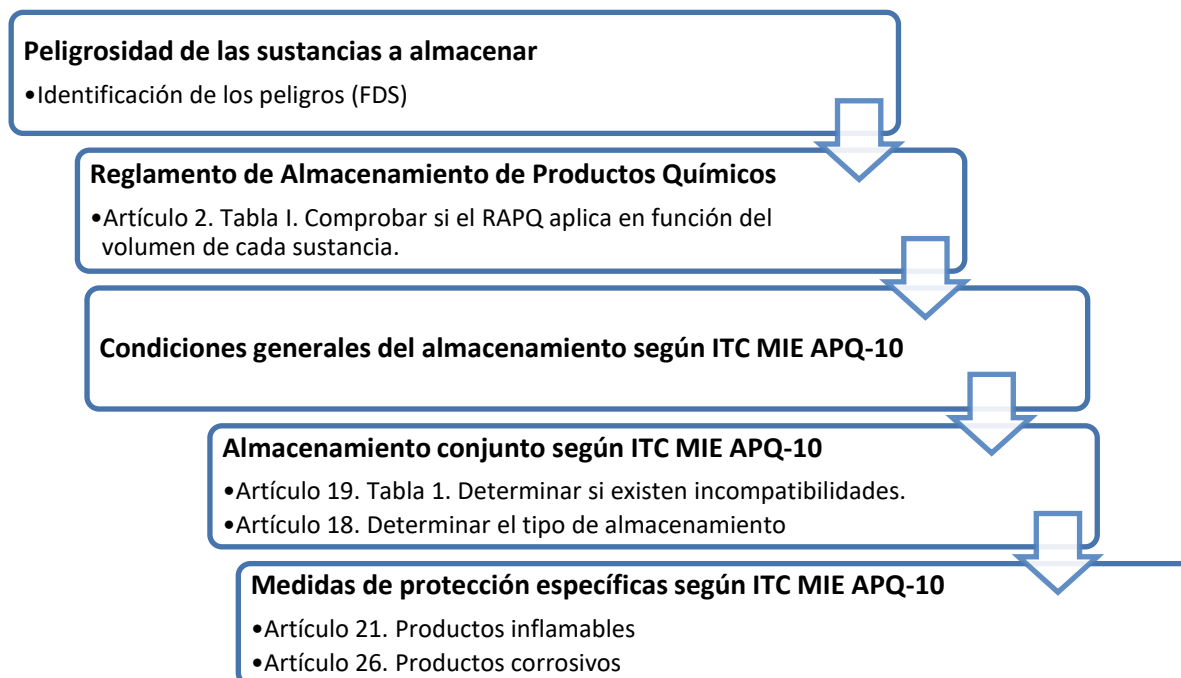 Peligrosidad de las sustancias a almacenar
•Identificación de los peligros (FDS)
Reglamento de Almacenamiento de Productos Químicos
•Artículo 2. Tabla I. Comprobar si el RAPQ aplica en función del
volumen de cada sustancia.
Condiciones generales del almacenamiento según ITC MIE APQ-10
Almacenamiento conjunto según ITC MIE APQ-10
•Artículo 19. Tabla 1. Determinar si existen incompatibilidades.
•Artículo 18. Determinar el tipo de almacenamiento
Medidas de protección específicas según ITC MIE APQ-10
•Artículo 21. Productos inflamables
•Artículo 26. Productos corrosivos